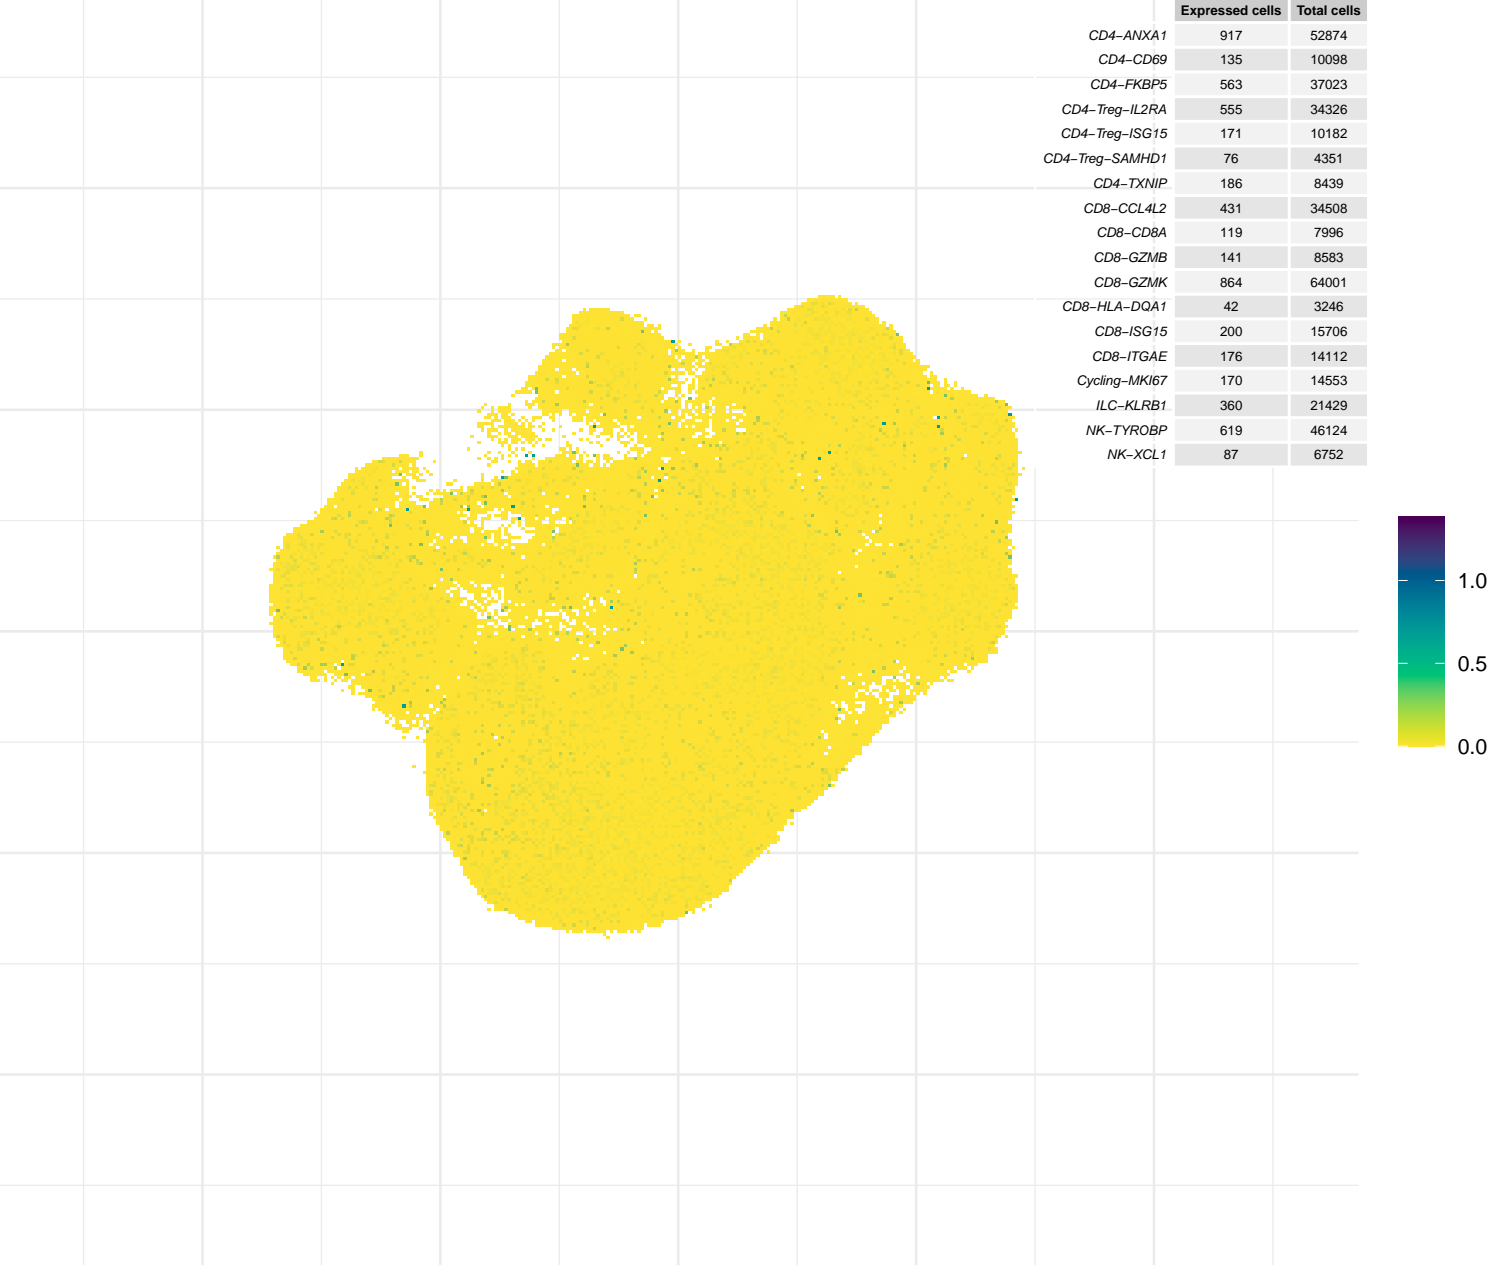 Expressed cells Total cells
CD4−ANXA1 917 52874
CD4−CD69 135 10098
CD4−FKBP5 563 37023
CD4−Treg−IL2RA 555 34326
CD4−Treg−ISG15 171 10182
CD4−Treg−SAMHD1 76 4351
CD4−TXNIP 186 8439
CD8−CCL4L2 431 34508
CD8−CD8A 119 7996
CD8−GZMB 141 8583
CD8−GZMK 864 64001
CD8−HLA−DQA1 42 3246
CD8−ISG15 200 15706
CD8−ITGAE 176 14112
Cycling−MKI67 170 14553
ILC−KLRB1 360 21429
NK−TYROBP 619 46124
NK−XCL1 87 6752
1.0
0.5
0.0